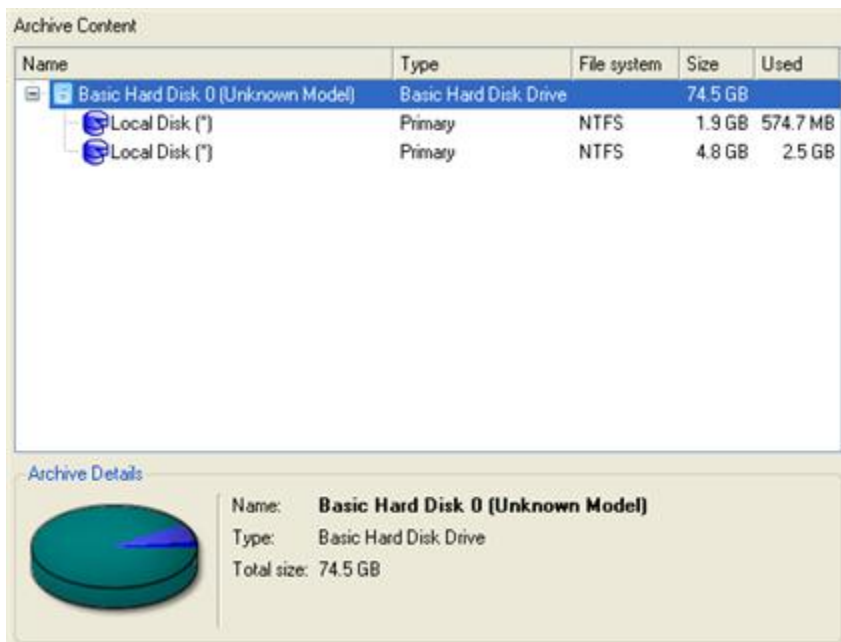 Archive Content
Name Type File system Size Used
Basic Hard Disk 0 (Unknown Model) Basic Hard Disk Drive 74.5 GB
Local Disk (*) Primary NTFS 1.9 GB 574.7 MB
Local Disk (*) Primary NTFS 4.8 GB 2.5 GB
Archive Details
Name: Basic Hard Disk 0 (Unknown Model)
Type: Basic Hard Disk Drive
Total size: 74.5 GB